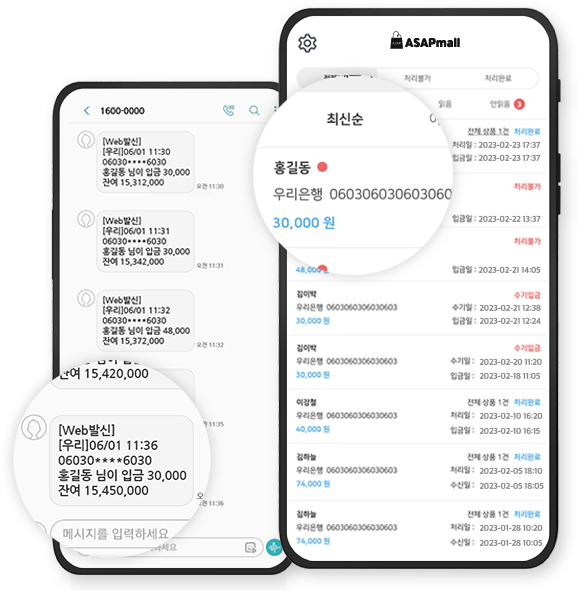 1600-0000
[Web발신]
[우리]06/01 11:30
06030****6030
홍길동 님이 입금 30,000
잔여 15,312,000
오전 11:30
[Web발신]
[우리]06/01 11:31
06030****6030
홍길동 님이 입금 30,000
잔여 15,342,000
오전 11:31
[Web발신]
[우리]06/01 11:32
06030****6030
홍길동 님이 입금 48,000
잔여 15,372,000
오전 11:32
잔여 15,420,000
11:35
[Web발신]
[우리]06/01 11:36
06030****6030
홍길동 님이 입금 30,000
잔여 15,450,000
11:36
메시지를 입력하세요
ASAPmall
처리불가
처리완료
읽음
안읽음 3
최신순
홍길동
우리은행 060306030603060
30,000 원
전체 상품 1건 처리완료
처리일 : 2023-02-23 17:37
입금일 : 2023-02-23 17:37
처리불가
입금일 : 2023-02-22 13:37
처리불가
48,000 원
입금일 : 2023-02-21 14:05
김이박
수기입금
우리은행 0603060306030603
수기일 : 2023-02-21 12:38
30,000 원
입금일 : 2023-02-21 12:24
김이박
수기입금
우리은행 0603060306030603
수기일 : 2023-02-20 11:20
30,000 원
입금일 : 2023-02-18 11:05
이강철
전체 상품 1건 처리완료
우리은행 0603060306030603
처리일 : 2023-02-10 16:20
40,000 원
입금일 : 2023-02-10 16:15
김하늘
전체 상품 1건 처리완료
우리은행 0603060306030603
처리일 : 2023-02-05 18:10
74,000 원
수신일 : 2023-02-05 18:05
김하늘
전체 상품 1건 처리완료
우리은행 0603060306030603
처리일 : 2023-01-28 10:20
74,000 원
수신일 : 2023-01-28 10:05